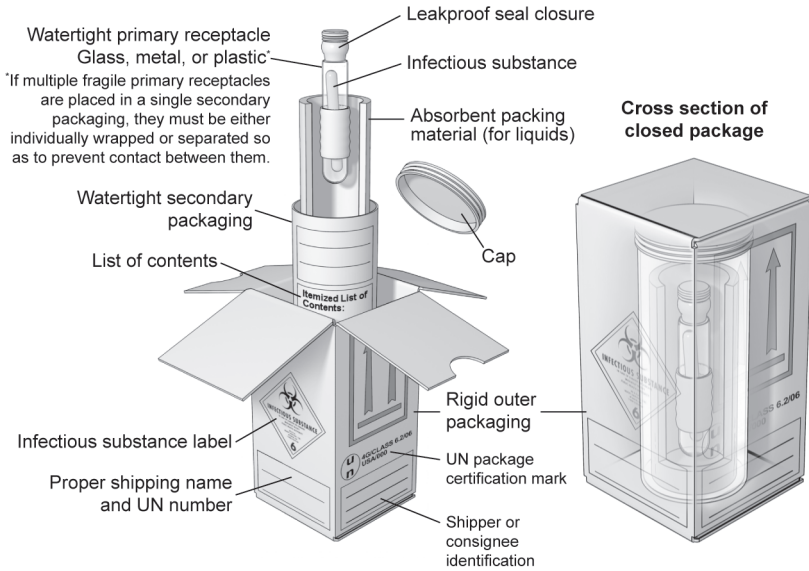 Leakproof seal closure
Watertight primary receptacle
Glass, metal, or plastic*
*If multiple fragile primary receptacles
are placed in a single secondary
packaging, they must be either
individually wrapped or separated so
as to prevent contact between them.
Infectious substance
Absorbent packing
material (for liquids)
Cross section of
closed package
Watertight secondary
packaging
Cap
List of contents
Itemized List of
Contents:
Rigid outer
packaging
INFECTIOUS SUBSTANCE
6
Infectious substance label
un
4G/CLASS 6.2/06
USA/000
UN package
certification mark
Proper shipping name
and UN number
Shipper or
consignee
identification
INFECTIOUS SUBSTANCE
6
SS 6.2/06